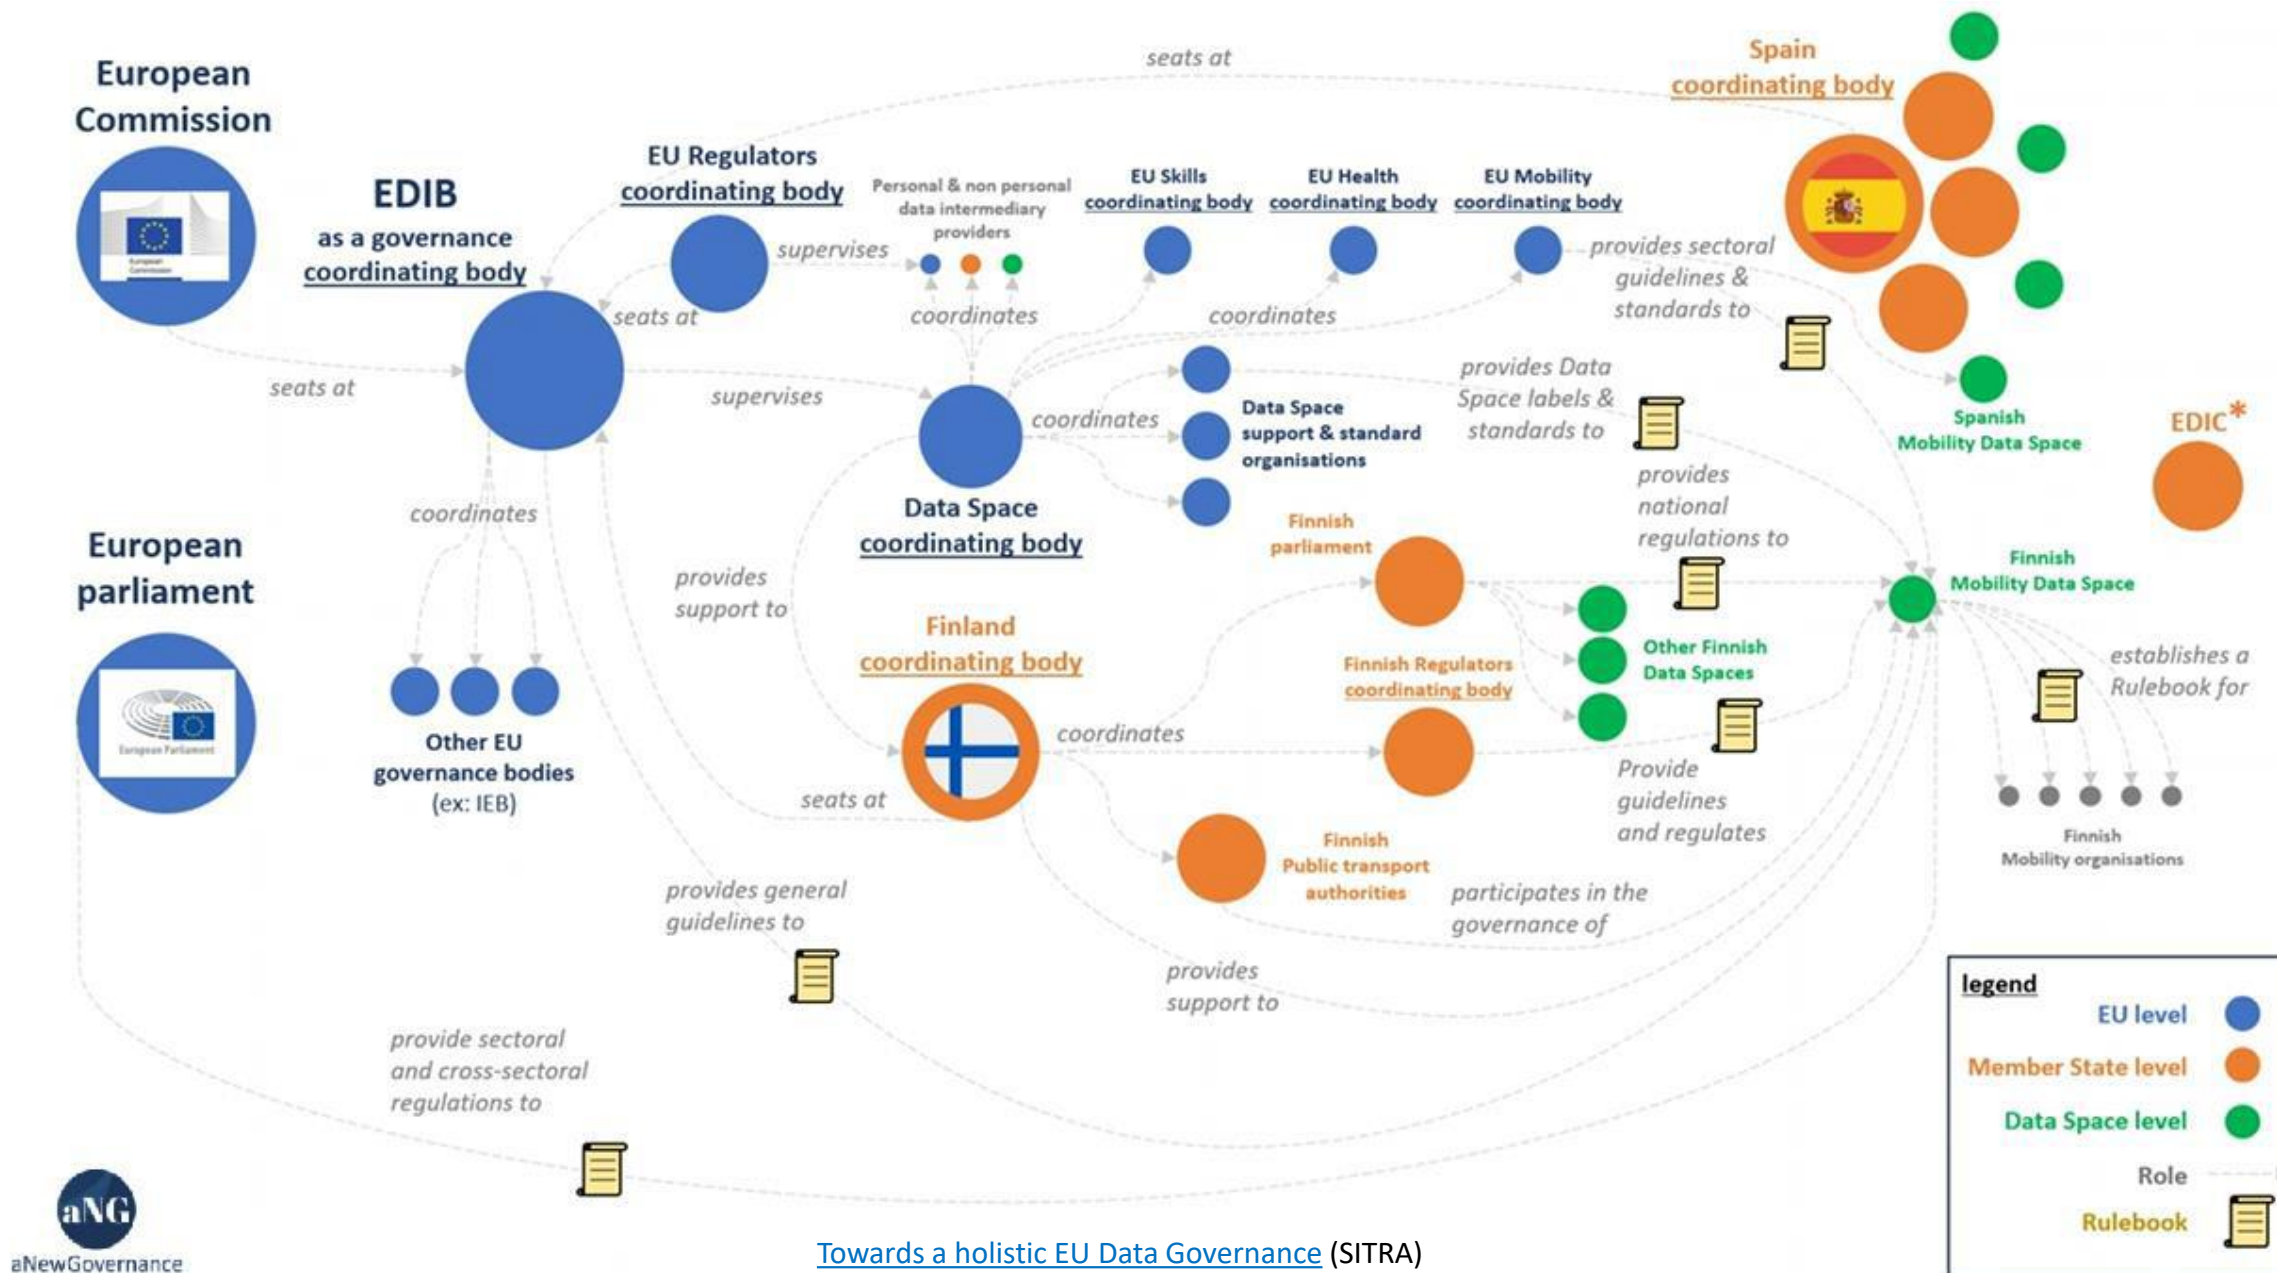 European
Commission
European
Commission
EDIB
as a governance
coordinating body
EU Regulators
coordinating body
seats at
Personal & non personal
data intermediary
providers
EU Skills
coordinating body
EU Health
coordinating body
EU Mobility
coordinating body
Spain
coordinating body
supervises
seats at
coordinates
coordinates
provides sectoral
guidelines &
standards to
seats at
supervises
coordinates
Data Space
support & standard
organisations
provides Data
Space labels &
standards to
Spanish
Mobility Data Space
EDIC*
coordinates
Data Space
coordinating body
provides
national
regulations to
European
parliament
European Parliament
provides
support to
Finnish
parliament
Finnish
Mobility Data Space
Finland
coordinating body
Finnish Regulators
coordinating body
Other Finnish
Data Spaces
establishes a
Rulebook for
Other EU
governance bodies
(ex: IEB)
coordinates
seats at
Provide
guidelines
and regulates
Finnish
Mobility organisations
Finnish
Public transport
authorities
provides general
guidelines to
participates in the
governance of
provides
support to
provide sectoral
and cross-sectoral
regulations to
legend
EU level
Member State level
Data Space level
Role
Rulebook
aNG
aNewGovernance
Towards a holistic EU Data Governance (SITRA)